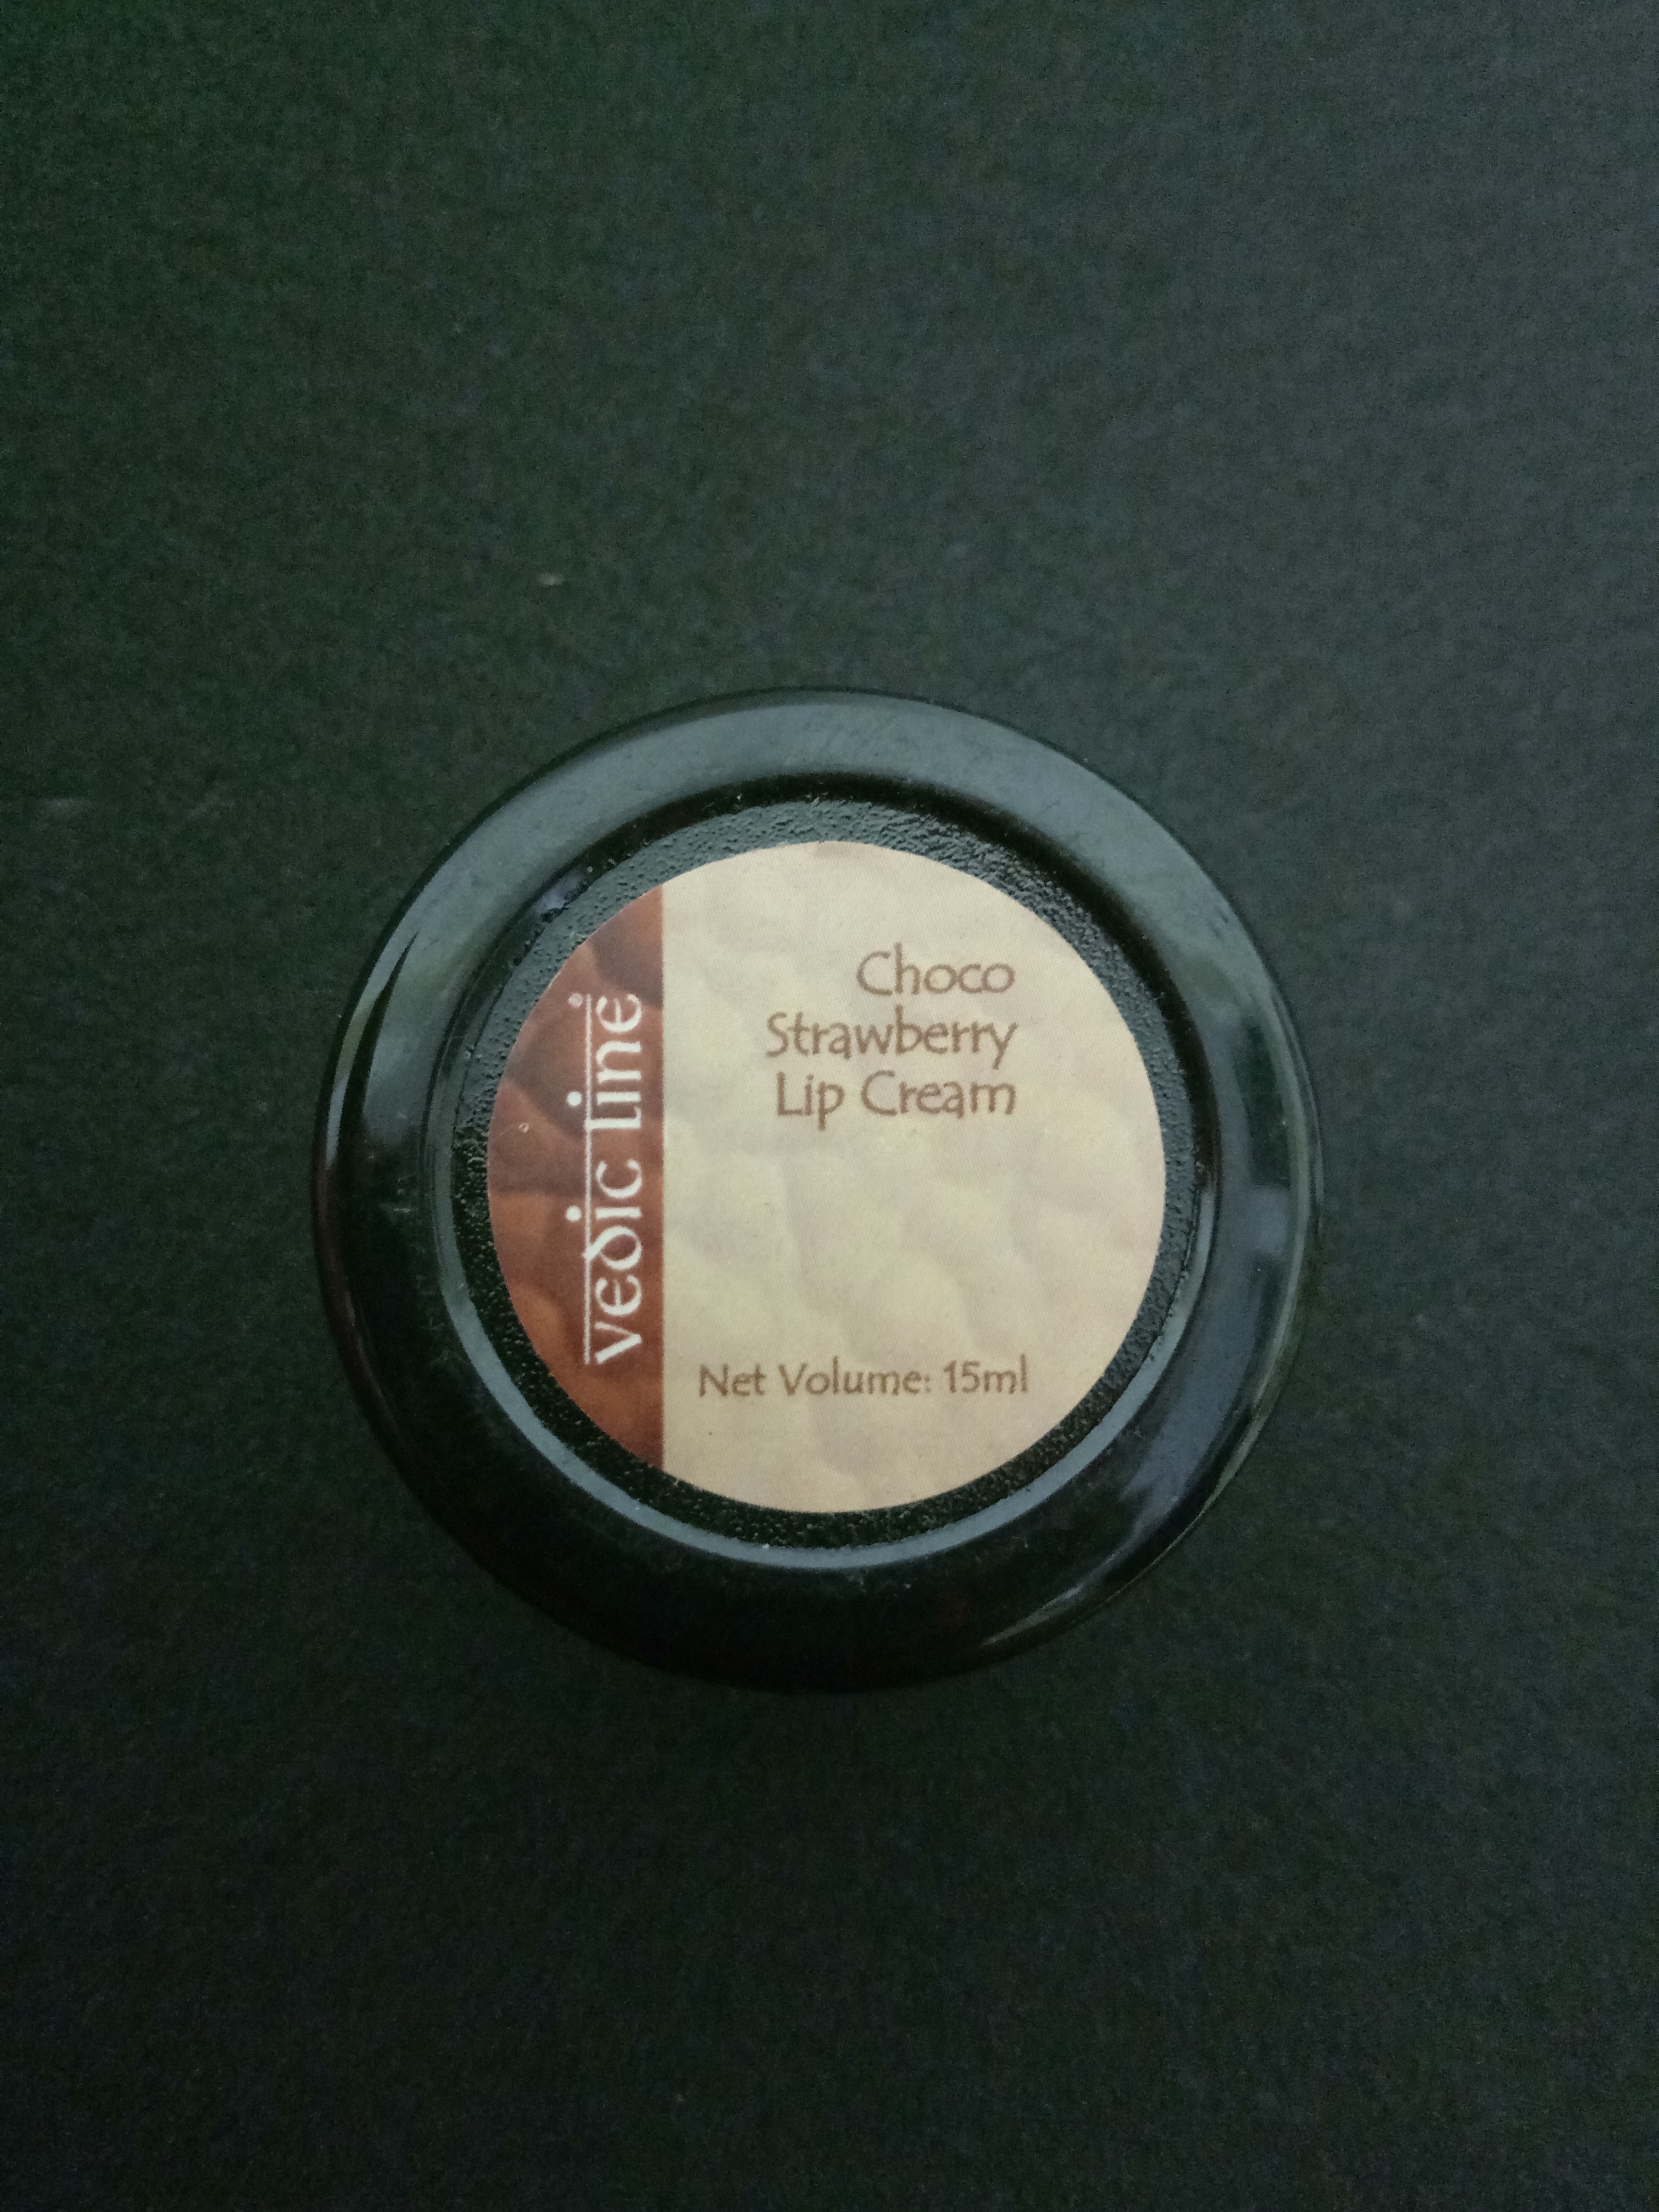 vedic line®
Choco
Strawberry
Lip Cream
Net Volume: 15ml